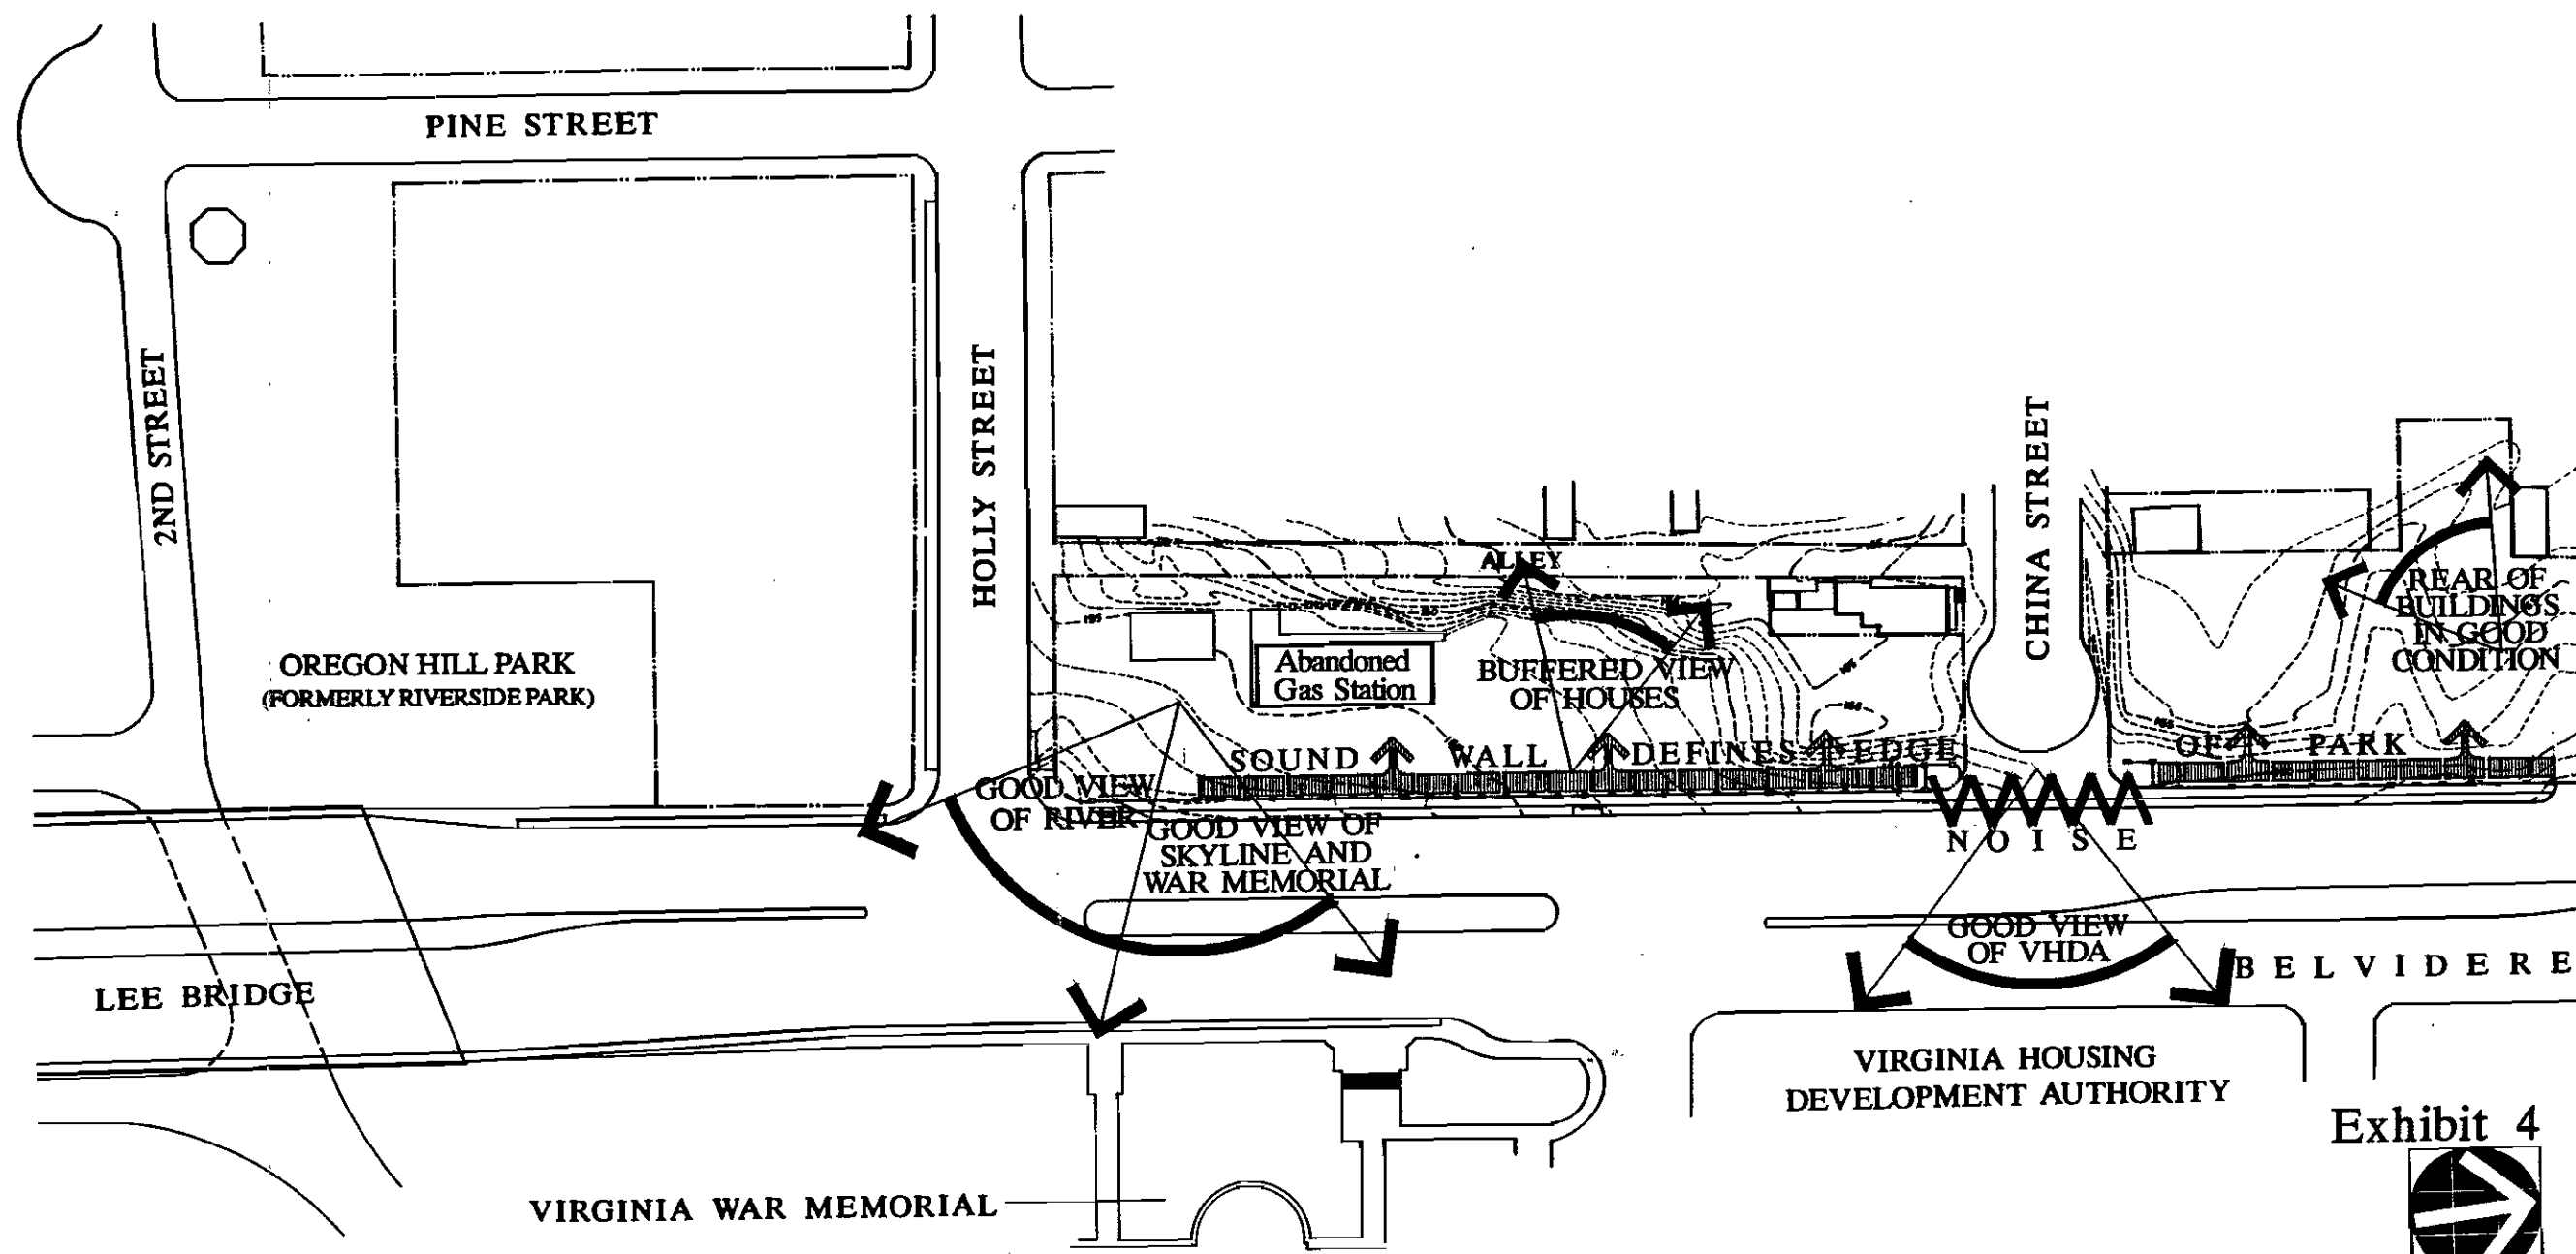 PINE STREET
2ND STREET
HOLLY STREET
CHINA STREET
ALLEY
REAR OF
BUILDINGS
IN GOOD
CONDITION
OREGON HILL PARK
(FORMERLY RIVERSIDE PARK)
Abandoned
Gas Station
BUFFERED VIEW
OF HOUSES
SOUND WALL DEFINES EDGE OF PARK
GOOD VIEW
OF RIVER
GOOD VIEW OF
SKYLINE AND
WAR MEMORIAL
NOISE
GOOD VIEW
OF VHDA
BELVIDERE
LEE BRIDGE
VIRGINIA HOUSING
DEVELOPMENT AUTHORITY
Exhibit 4
VIRGINIA WAR MEMORIAL